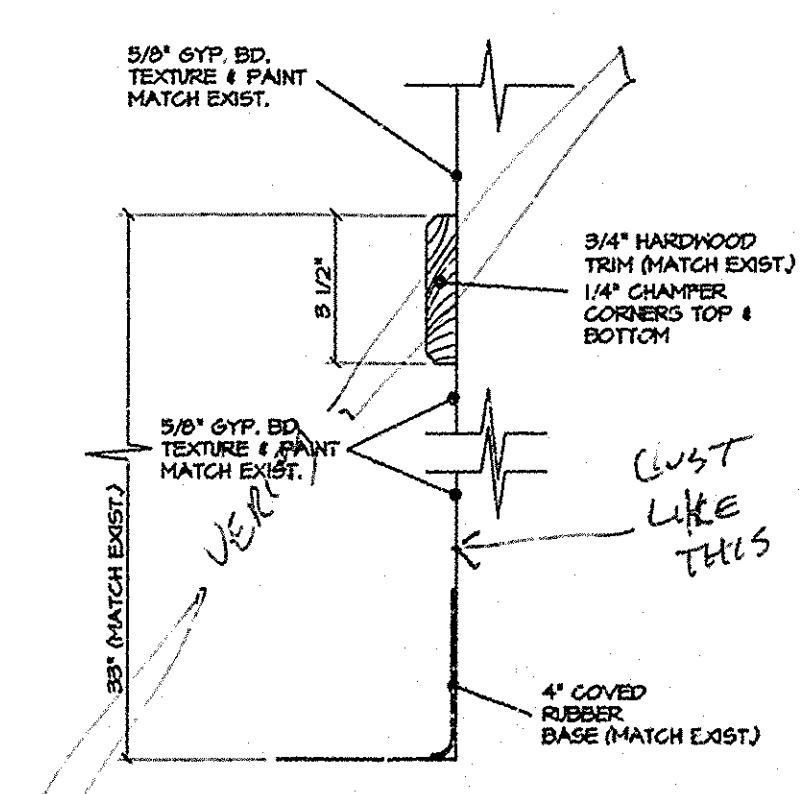 5/8" GYP. BD.
TEXTURE & PAINT
MATCH EXIST.
3/4" HARDWOOD
TRIM (MATCH EXIST.)
1/4" CHAMFER
CORNERS TOP &
BOTTOM
3 1/2"
5/8" GYP. BD.
TEXTURE & PAINT
MATCH EXIST.
LIKE
THIS
33" (MATCH EXIST.)
4" COVED
RUBBER
BASE (MATCH EXIST.)